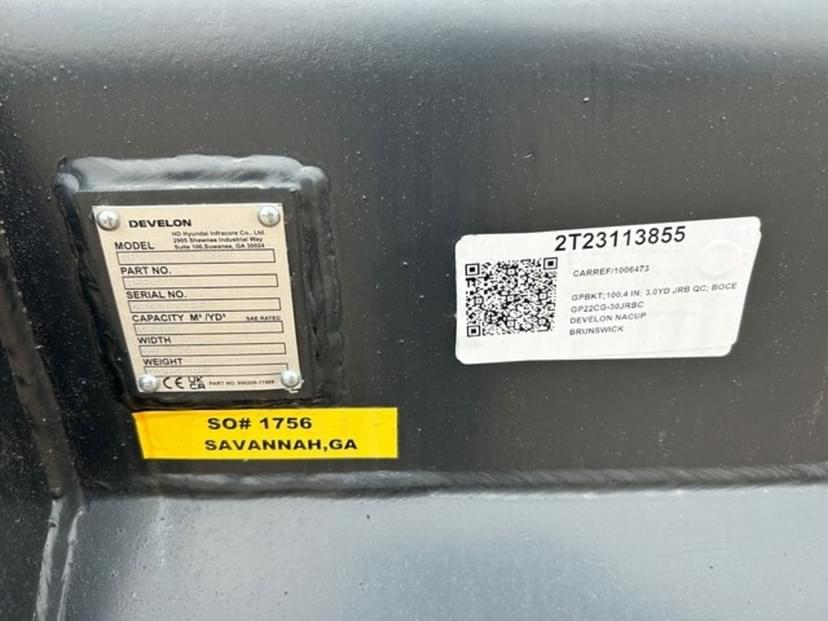 DEVELON
HD Hyundai Infracore Co., Ltd.
2905 Shawnee Industrial Way
Suite 100, Suwanee, GA 30024
MODEL
PART NO.
SERIAL NO.
CAPACITY M³ /YD³ SAE RATED
WIDTH
WEIGHT
CE UK CA PART NO.
SO# 1756
SAVANNAH,GA
2T23113855
CARREF/1006473
GPBKT;100.4 IN; 3.0YD JRB QC; BOCE
GP22CG-30JRBC
DEVELON NACUP
BRUNSWICK